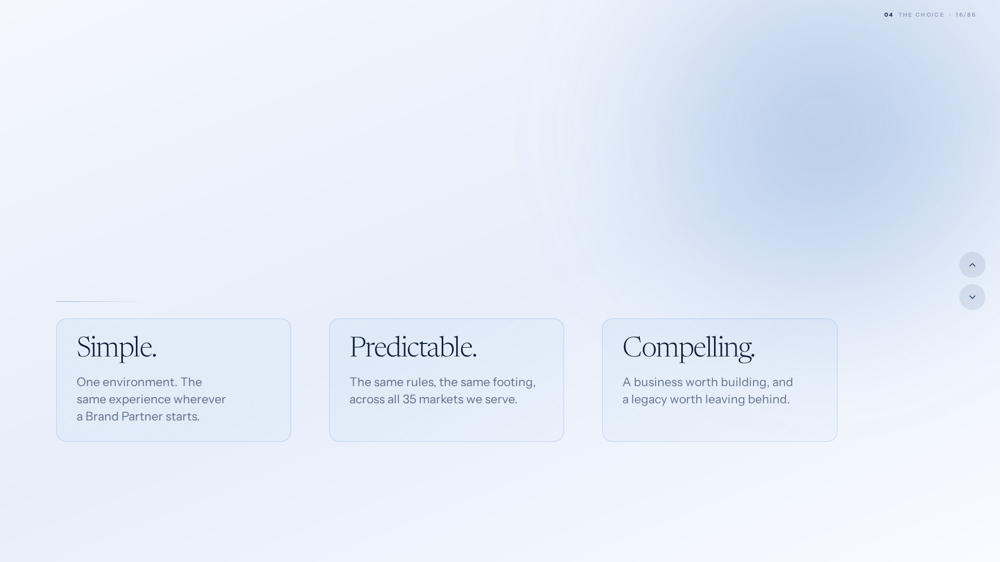 04 THE CHOICE · 16/86
Simple.
One environment. The
same experience wherever
a Brand Partner starts.
Predictable.
The same rules, the same footing,
across all 35 markets we serve.
Compelling.
A business worth building, and
a legacy worth leaving behind.